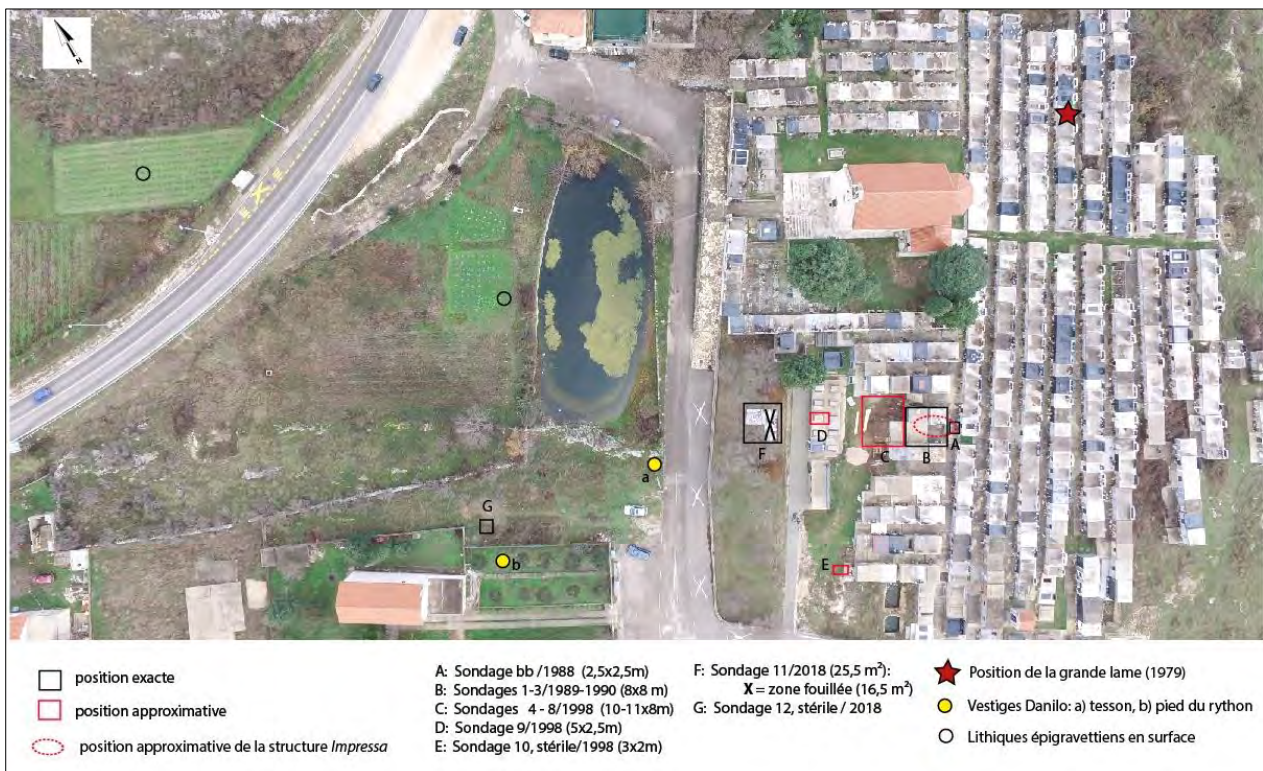 N
a
G
b
F
D
C
B
A
E
position exacte
position approximative
position approximative de la structure Impressa
A: Sondage bb /1988 (2,5x2,5m)
B: Sondages 1-3/1989-1990 (8x8 m)
C: Sondages 4 - 8/1998 (10-11x8m)
D: Sondage 9/1998 (5x2,5m)
E: Sondage 10, stérile/1998 (3x2m)
F: Sondage 11/2018 (25,5 m²):
X = zone fouillée (16,5 m²)
G: Sondage 12, stérile / 2018
Position de la grande lame (1979)
Vestiges Danilo: a) tesson, b) pied du rython
Lithiques épigravettiens en surface